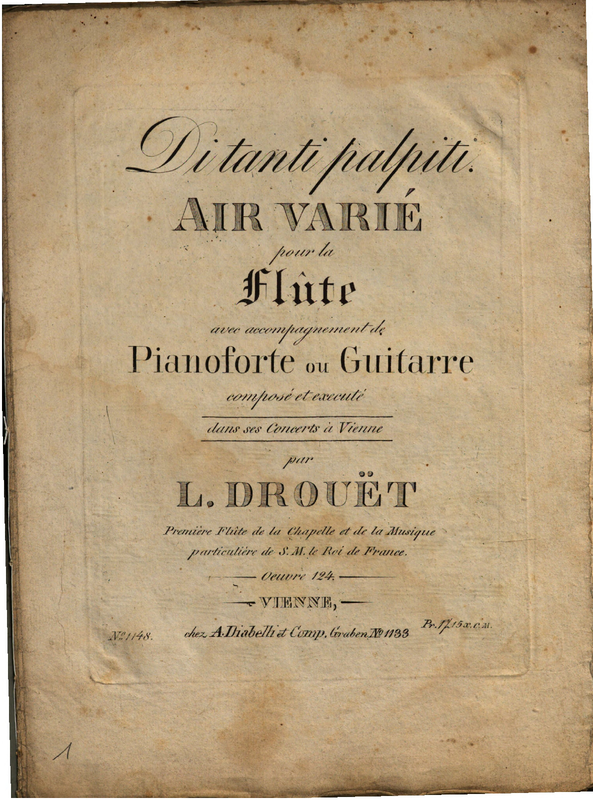 Di tanti palpiti.
AIR VARIÉ
pour la
Flûte
avec accompagnement de
Pianoforte ou Guitarre
composé et executé
dans ses Concerts à Vienne
par
L. DROUËT
Première Flûte de la Chapelle et de la Musique
particulière de S. M. le Roi de France.
Oeuvre 124.
VIENNE,
No 1148. chez A. Diabelli et Comp. Graben, No 1133
1